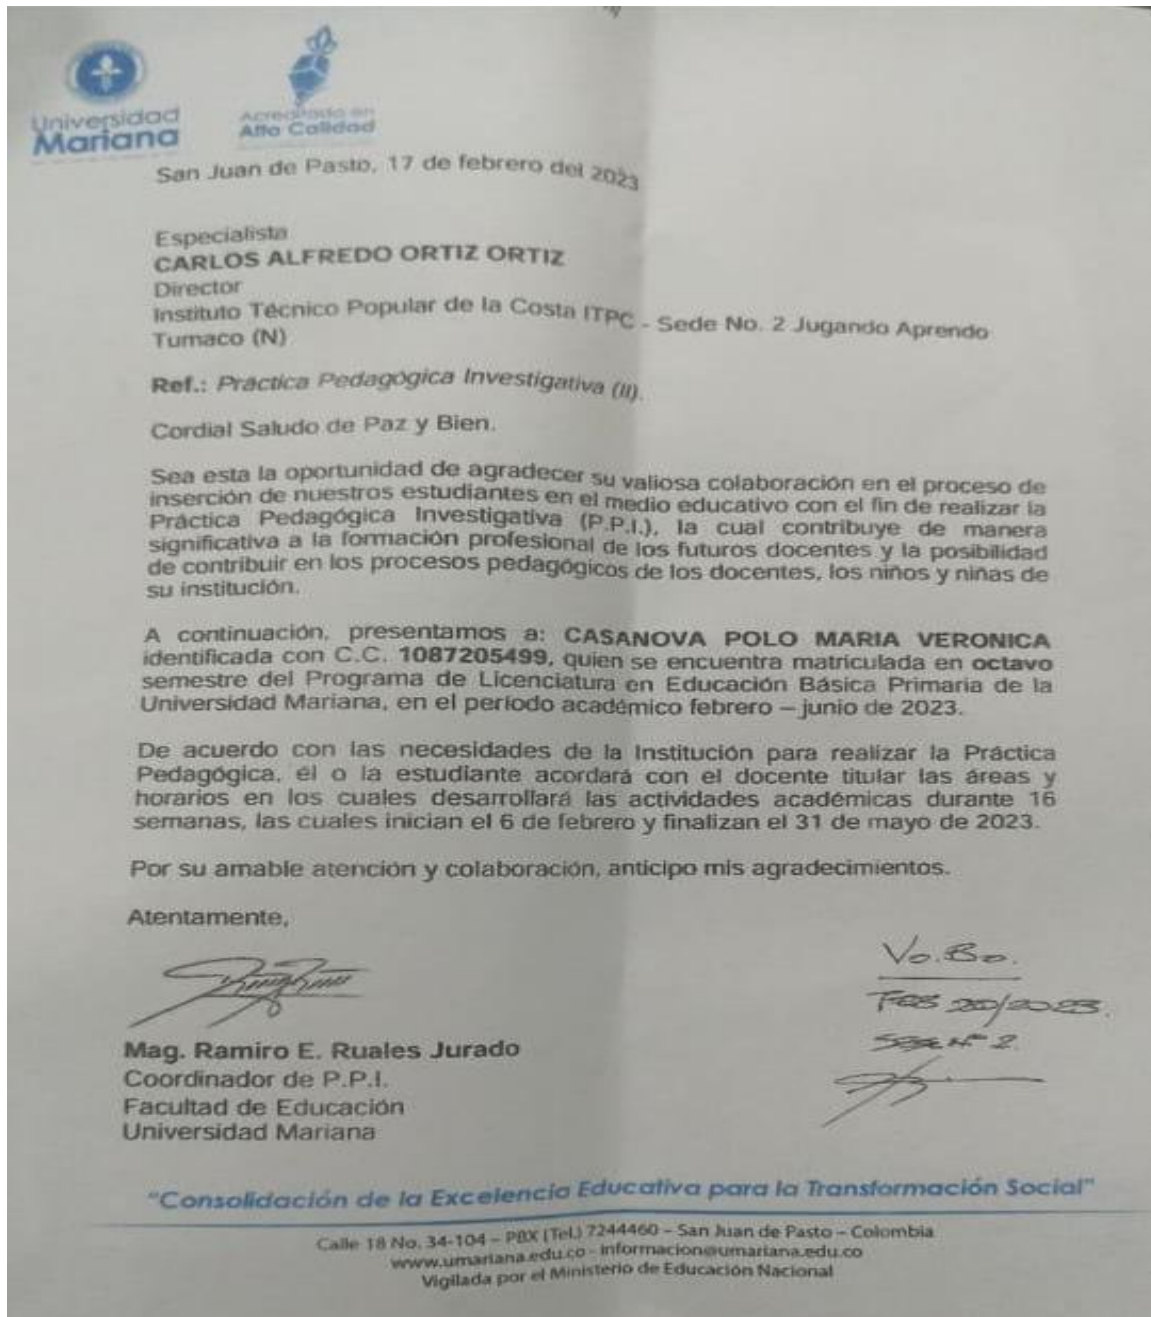 Universidad
Mariana
Acreditada en
Alta Calidad
San Juan de Pasto, 17 de febrero del 2023
Especialista
CARLOS ALFREDO ORTIZ ORTIZ
Director
Instituto Técnico Popular de la Costa ITPC - Sede No. 2 Jugando Aprendo
Tumaco (N)
Ref.: Práctica Pedagógica Investigativa (II).
Cordial Saludo de Paz y Bien.
Sea esta la oportunidad de agradecer su valiosa colaboración en el proceso de
inserción de nuestros estudiantes en el medio educativo con el fin de realizar la
Práctica Pedagógica Investigativa (P.P.I.), la cual contribuye de manera
significativa a la formación profesional de los futuros docentes y la posibilidad
de contribuir en los procesos pedagógicos de los docentes, los niños y niñas de
su institución.
A continuación, presentamos a: CASANOVA POLO MARIA VERONICA
identificada con C.C. 1087205499, quien se encuentra matriculada en octavo
semestre del Programa de Licenciatura en Educación Básica Primaria de la
Universidad Mariana, en el período académico febrero – junio de 2023.
De acuerdo con las necesidades de la Institución para realizar la Práctica
Pedagógica, él o la estudiante acordará con el docente titular las áreas y
horarios en los cuales desarrollará las actividades académicas durante 16
semanas, las cuales inician el 6 de febrero y finalizan el 31 de mayo de 2023.
Por su amable atención y colaboración, anticipo mis agradecimientos.
Atentamente,
Mag. Ramiro E. Ruales Jurado
Coordinador de P.P.I.
Facultad de Educación
Universidad Mariana
Vo.Bo.
FEB 20/2023.
SEDE Nº 2.
"Consolidación de la Excelencia Educativa para la Transformación Social"
Calle 18 No. 34-104 – PBX (Tel.) 7244460 – San Juan de Pasto – Colombia
www.umariana.edu.co - informacion@umariana.edu.co
Vigilada por el Ministerio de Educación Nacional